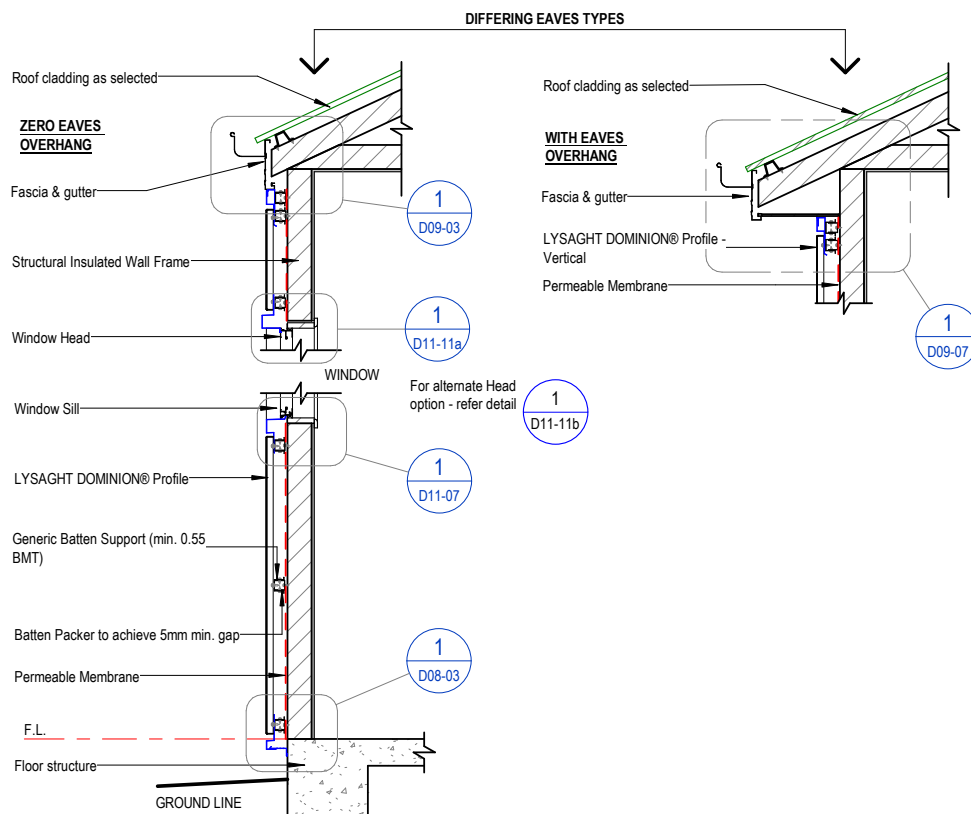 DIFFERING EAVES TYPES
Roof cladding as selected
ZERO EAVES
OVERHANG
Fascia & gutter
1
D09-03
Structural Insulated Wall Frame
1
D11-11a
Window Head
WINDOW
Window Sill
For alternate Head
option - refer detail
1
D11-11b
LYSAGHT DOMINION® Profile
1
D11-07
Generic Batten Support (min. 0.55
BMT)
Batten Packer to achieve 5mm min. gap
Permeable Membrane
1
D08-03
F.L.
Floor structure
GROUND LINE
Roof cladding as selected
WITH EAVES
OVERHANG
Fascia & gutter
LYSAGHT DOMINION® Profile -
Vertical
Permeable Membrane
1
D09-07